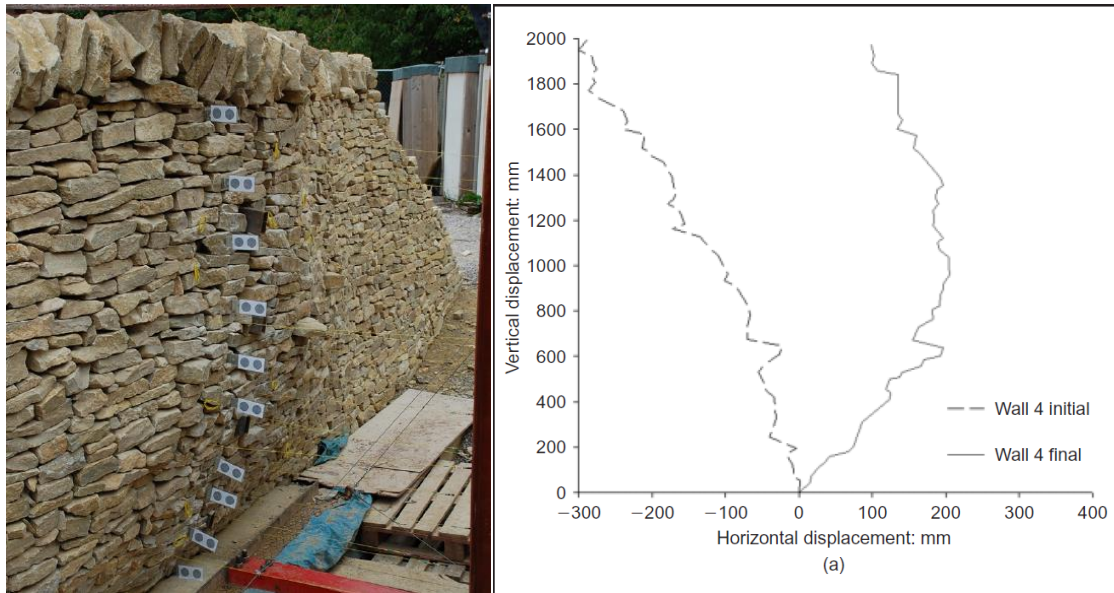 2000
1800
1600
1400
1200
1000
800
600
400
200
0
Vertical displacement: mm
Wall 4 initial
Wall 4 final
−300 −200 −100 0 100 200 300 400
Horizontal displacement: mm
(a)